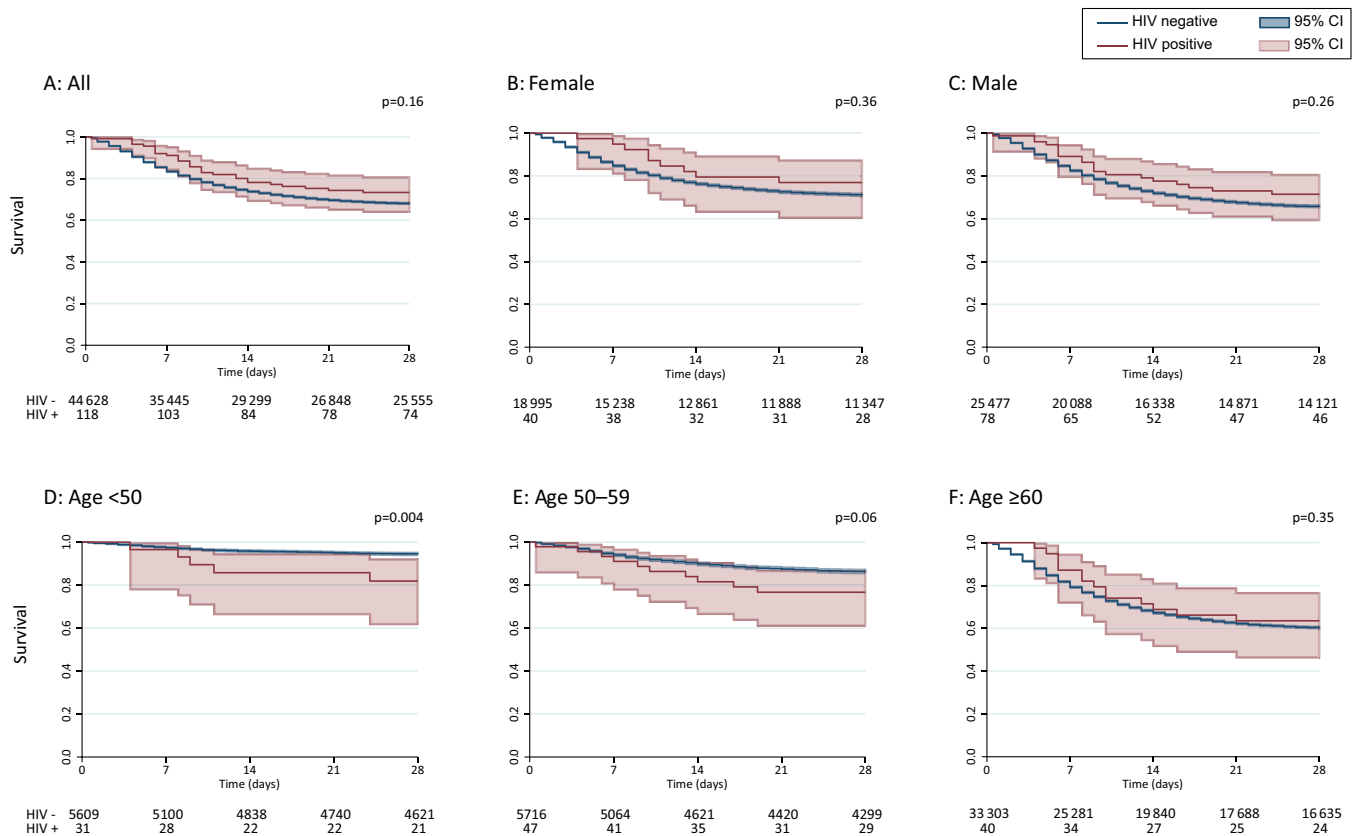 HIV negative 95% CI
HIV positive 95% CI
A: All
p=0.16
Survival
1.0
0.8
0.6
0.4
0.2
0.0
0 7 14 21 28
Time (days)
HIV - 44 628 35 445 29 299 26 848 25 555
HIV + 118 103 84 78 74
B: Female
p=0.36
1.0
0.8
0.6
0.4
0.2
0.0
0 7 14 21 28
Time (days)
18 995 15 238 12 861 11 888 11 347
40 38 32 31 28
C: Male
p=0.26
1.0
0.8
0.6
0.4
0.2
0.0
0 7 14 21 28
Time (days)
25 477 20 088 16 338 14 871 14 121
78 65 52 47 46
D: Age <50
p=0.004
Survival
1.0
0.8
0.6
0.4
0.2
0.0
0 7 14 21 28
Time (days)
HIV - 5609 5100 4838 4740 4621
HIV + 31 28 22 22 21
E: Age 50–59
p=0.06
1.0
0.8
0.6
0.4
0.2
0.0
0 7 14 21 28
Time (days)
5716 5064 4621 4420 4299
47 41 35 31 29
F: Age ≥60
p=0.35
1.0
0.8
0.6
0.4
0.2
0.0
0 7 14 21 28
Time (days)
33 303 25 281 19 840 17 688 16 635
40 34 27 25 24